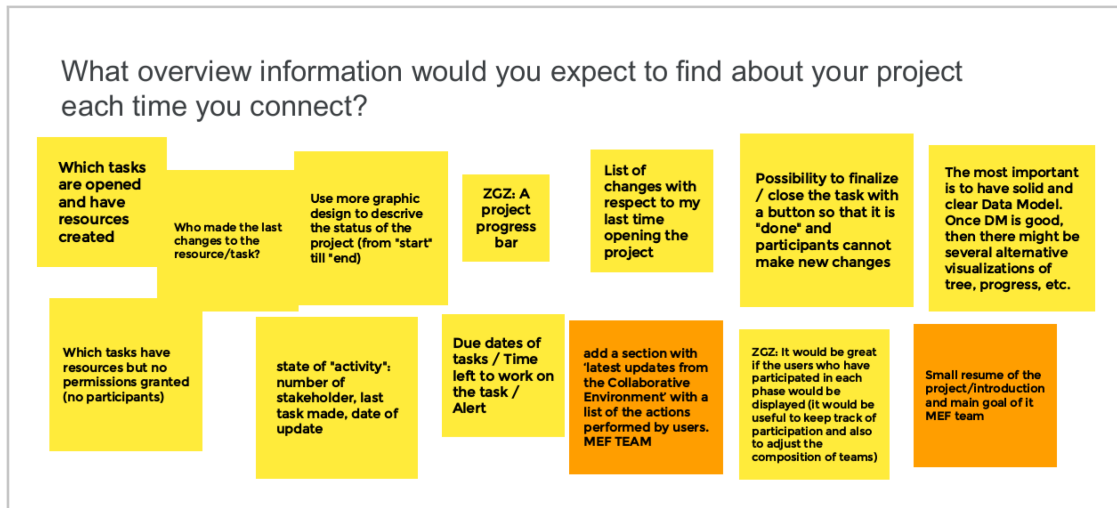 What overview information would you expect to find about your project
each time you connect?
Which tasks
are opened
and have
resources
created
Who made the last
changes to the
resource/task?
Use more graphic
design to descrive
the status of the
project (from "start"
till "end)
ZGZ: A
project
progress
bar
List of
changes with
respect to my
last time
opening the
project
Possibility to finalize
/ close the task with
a button so that it is
"done" and
participants cannot
make new changes
The most important
is to have solid and
clear Data Model.
Once DM is good,
then there might be
several alternative
visualizations of
tree, progress, etc.
Which tasks have
resources but no
permissions granted
(no participants)
state of "activity":
number of
stakeholder, last
task made, date of
update
Due dates of
tasks / Time
left to work on
the task /
Alert
add a section with
‘latest updates from
the Collaborative
Environment’ with a
list of the actions
performed by users.
MEF TEAM
ZGZ: It would be great
if the users who have
participated in each
phase would be
displayed (it would be
useful to keep track of
participation and also
to adjust the
composition of teams)
Small resume of the
project/introduction
and main goal of it
MEF team